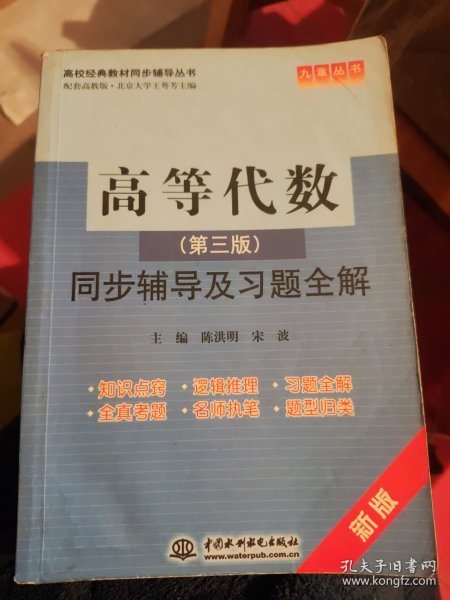 高校经典教材同步辅导丛书
九章丛书
配套高教版·北京大学王萼芳主编
高等代数
(第三版)
同步辅导及习题全解
主 编 陈洪明 宋 波
·知识点窍 ·逻辑推理 ·习题全解
·全真考题 ·名师执笔 ·题型归类
新版
中国水利水电出版社
www.waterpub.com.cn
孔夫子旧书网
www.kongfz.com